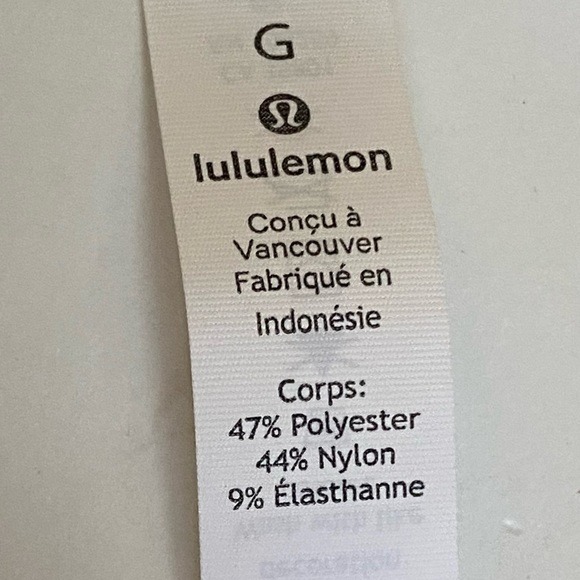 G
lululemon
Conçu à
Vancouver
Fabriqué en
Indonésie
Corps:
47% Polyester
44% Nylon
9% Élasthanne